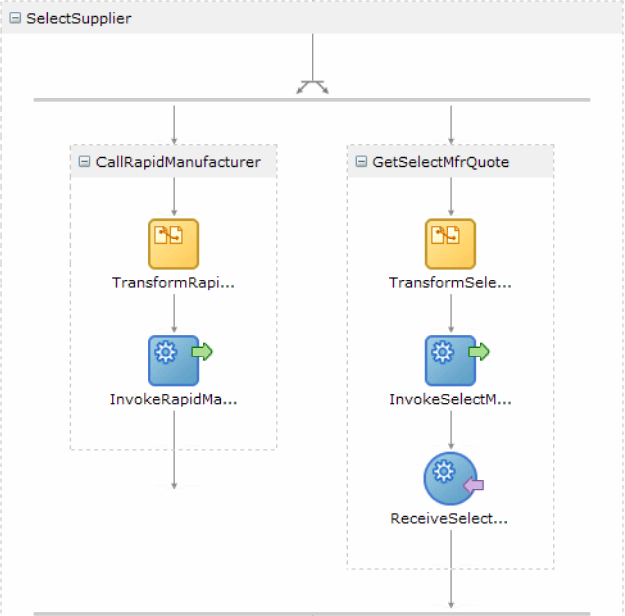 SelectSupplier
CallRapidManufacturer
GetSelectMfrQuote
TransformRapi...
TransformSele...
InvokeRapidMa...
InvokeSelectM...
ReceiveSelect...